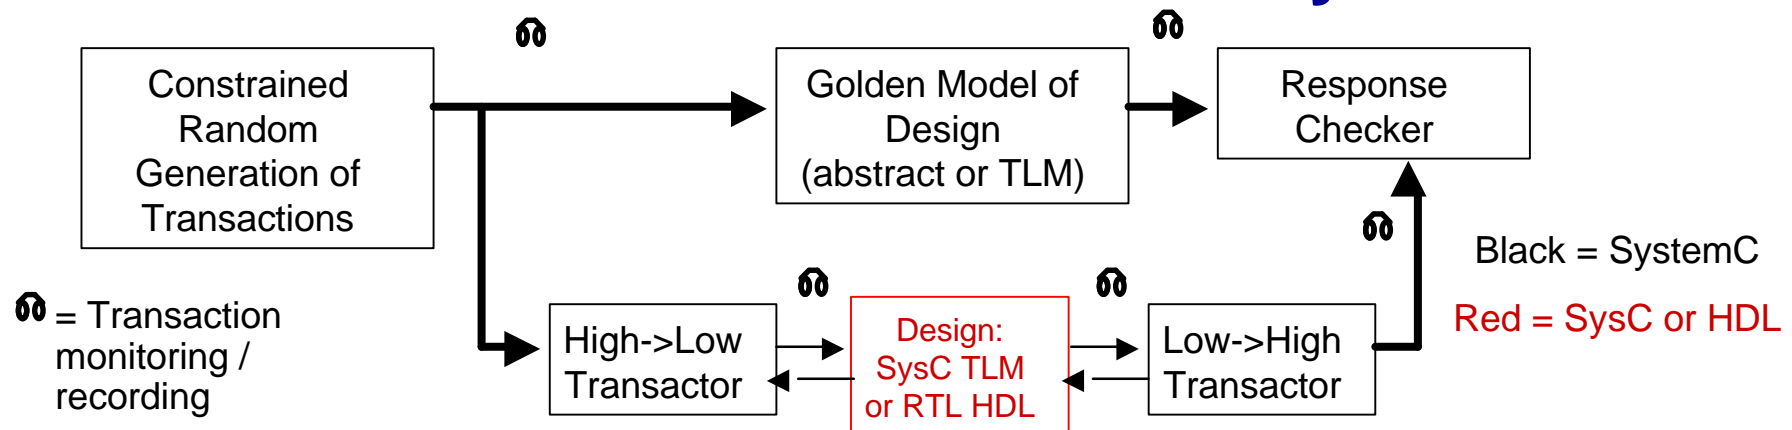 Constrained
Random
Generation of
Transactions
Golden Model of
Design
(abstract or TLM)
Response
Checker
Black = SystemC
Red = SysC or HDL
= Transaction
monitoring /
recording
High->Low
Transactor
Design:
SysC TLM
or RTL HDL
Low->High
Transactor